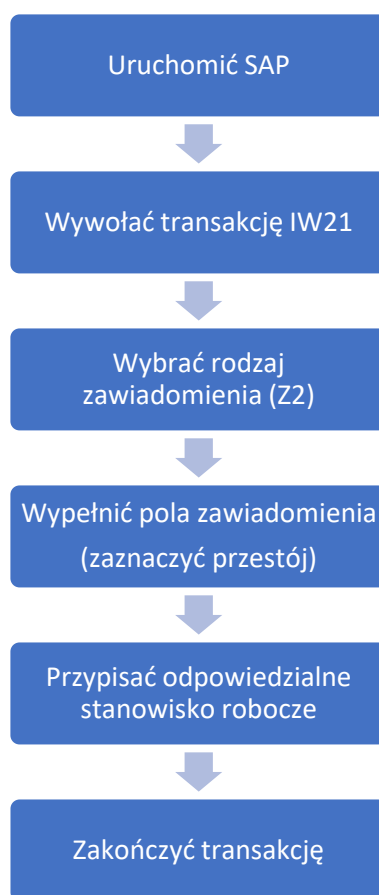 Uruchomić SAP
Wywołać transakcję IW21
Wybrać rodzaj
zawiadomienia (Z2)
Wypełnić pola zawiadomienia
(zaznaczyć przestój)
Przypisać odpowiedzialne
stanowisko robocze
Zakończyć transakcję